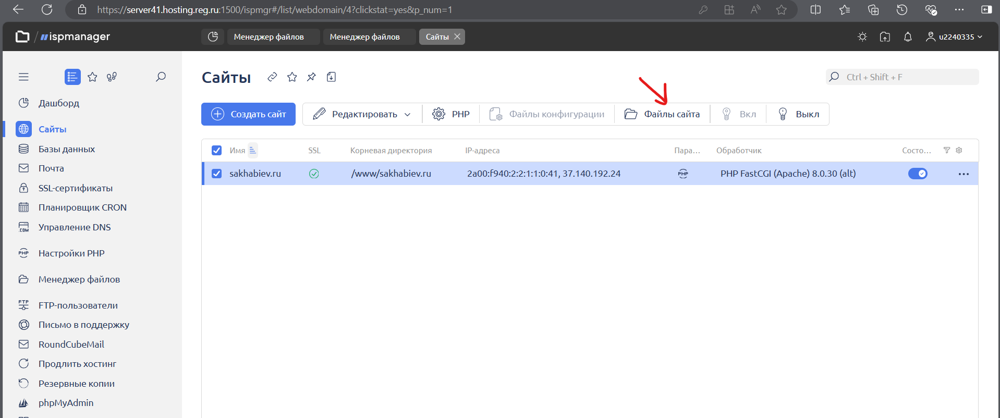 https://server41.hosting.reg.ru:1500/ispmgr#/list/webdomain/4?clickstat=yes&p_num=1
ispmanager
Менеджер файлов
Менеджер файлов
Сайты
u2240335
Сайты
Ctrl + Shift + F
Дашборд
Создать сайт
Редактировать
PHP
Файлы конфигурации
Файлы сайта
Вкл
Выкл
Сайты
Базы данных
Почта
SSL-сертификаты
Планировщик CRON
.COM
Управление DNS
PHP
Настройки PHP
Менеджер файлов
FTP
FTP-пользователи
Письмо в поддержку
RoundCubeMail
Продлить хостинг
Резервные копии
phpMyAdmin
Имя SSL Корневая директория IP-адреса Пара... Обработчик Состо...
sakhabiev.ru /www/sakhabiev.ru 2a00:f940:2:2:1:1:0:41, 37.140.192.24 PHP PHP FastCGI (Apache) 8.0.30 (alt)